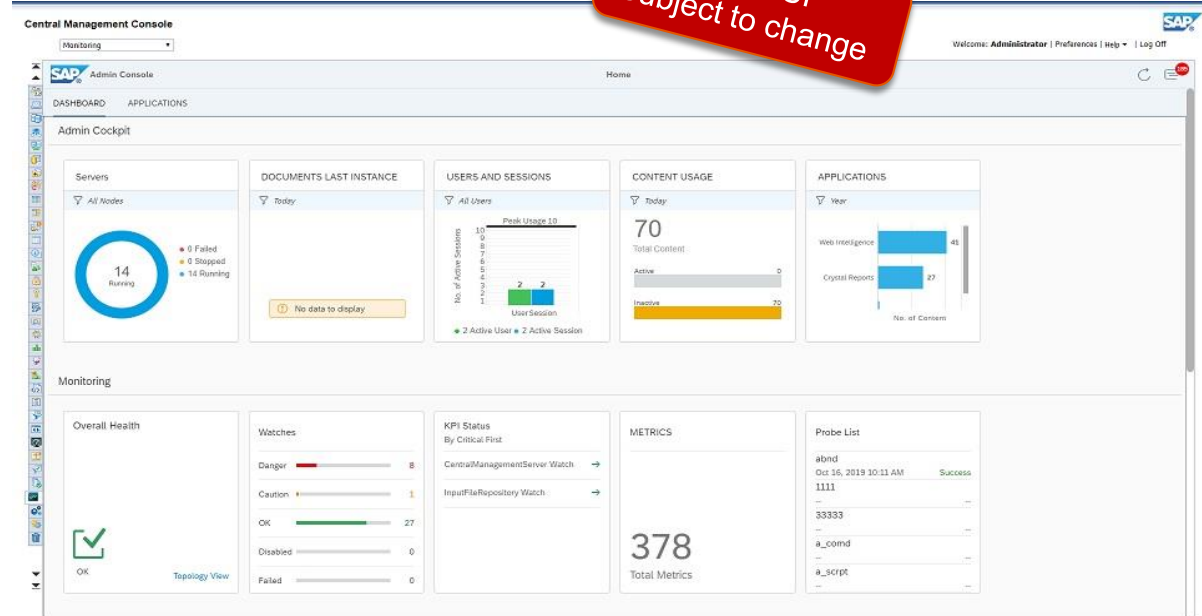 subject to change
Central Management Console
SAP
Monitoring
Welcome: Administrator | Preferences | Help | Log Off
SAP Admin Console
Home
DASHBOARD APPLICATIONS
Admin Cockpit
Servers
All Nodes
14
Running
0 Failed
0 Stopped
14 Running
DOCUMENTS LAST INSTANCE
Today
No data to display
USERS AND SESSIONS
All Users
Peak Usage 10
No. of Active Sessions
10
9
8
7
6
5
4
3
2
1
2 2
UserSession
2 Active User 2 Active Session
CONTENT USAGE
Today
70
Total Content
Active 0
Inactive 70
APPLICATIONS
Year
Web Intelligence 41
Crystal Reports 27
No. of Content
Monitoring
Overall Health
OK
Topology View
Watches
Danger 8
Caution 1
OK 27
Disabled 0
Failed 0
KPI Status
By Critical First
CentralManagementServer Watch
InputFileRepository Watch
METRICS
378
Total Metrics
Probe List
abnd
Oct 16, 2019 10:11 AM Success
1111
-- --
33333
-- --
a_comd
-- --
a_scrpt
-- --